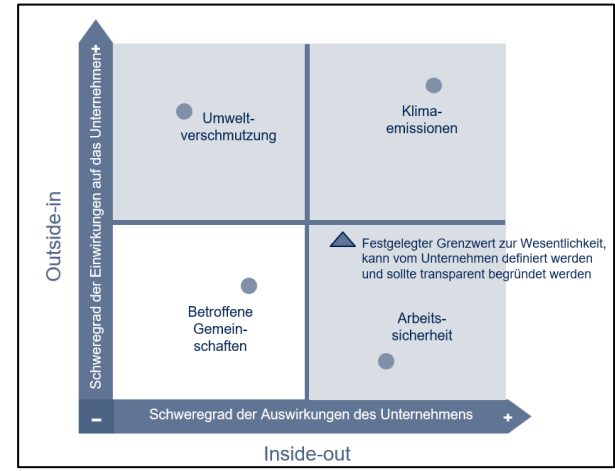 Outside-in
Schweregrad der Einwirkungen auf das Unternehmen+
Umwelt-
verschmutzung
Klima-
emissionen
Festgelegter Grenzwert zur Wesentlichkeit,
kann vom Unternehmen definiert werden
und sollte transparent begründet werden
Betroffene
Gemein-
schaften
Arbeits-
sicherheit
–
Schweregrad der Auswirkungen des Unternehmens
+
Inside-out